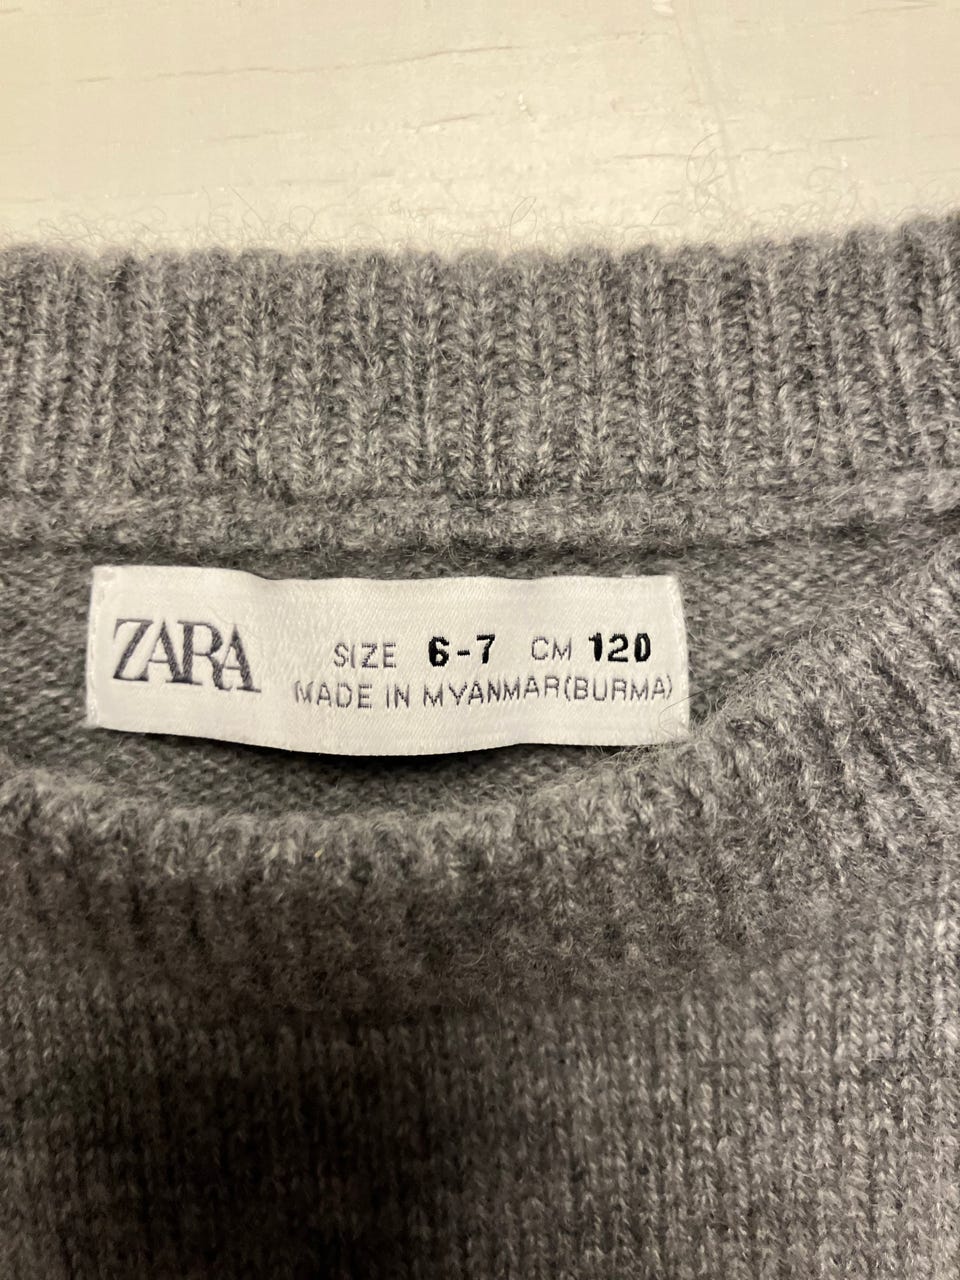 ZARA
SIZE 6-7 CM 120
MADE IN MYANMAR(BURMA)